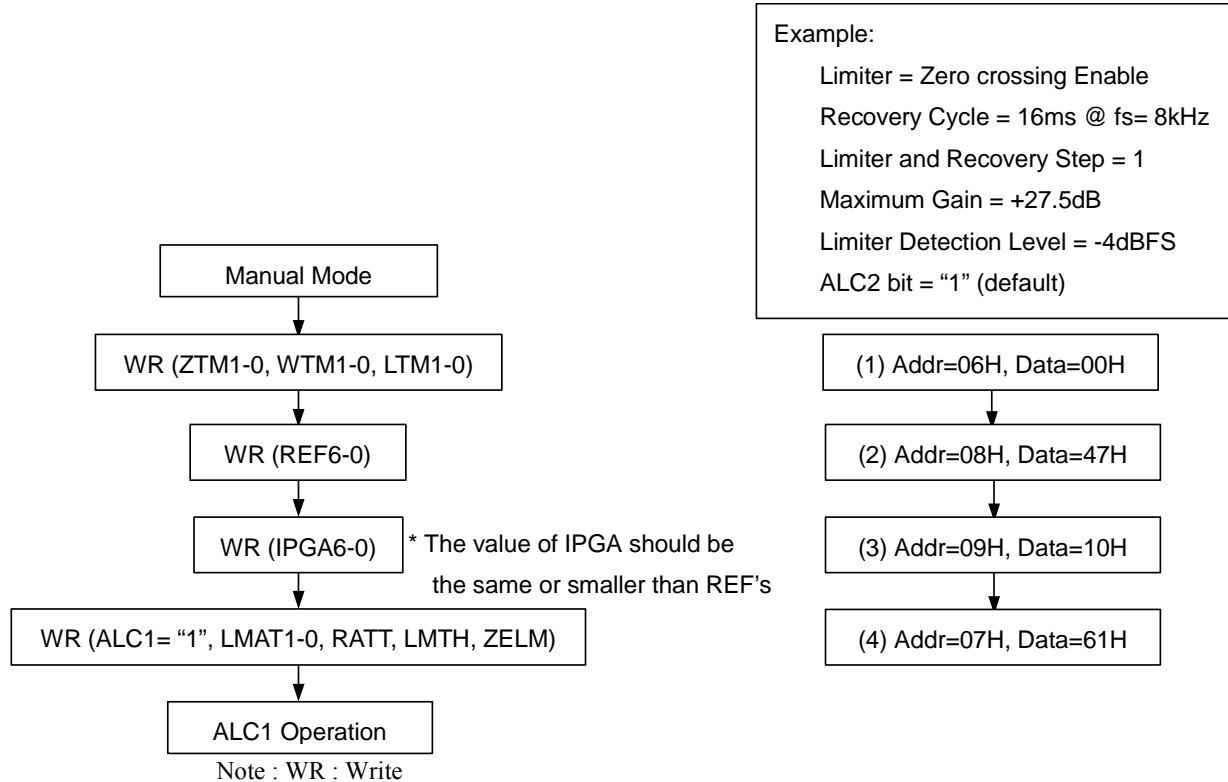 Example:
Limiter = Zero crossing Enable
Recovery Cycle = 16ms @ fs= 8kHz
Limiter and Recovery Step = 1
Maximum Gain = +27.5dB
Limiter Detection Level = -4dBFS
ALC2 bit = “1” (default)
Manual Mode
WR (ZTM1-0, WTM1-0, LTM1-0)
WR (REF6-0)
WR (IPGA6-0)
* The value of IPGA should be
the same or smaller than REF’s
WR (ALC1= “1”, LMAT1-0, RATT, LMTH, ZELM)
ALC1 Operation
Note : WR : Write
(1) Addr=06H, Data=00H
(2) Addr=08H, Data=47H
(3) Addr=09H, Data=10H
(4) Addr=07H, Data=61H